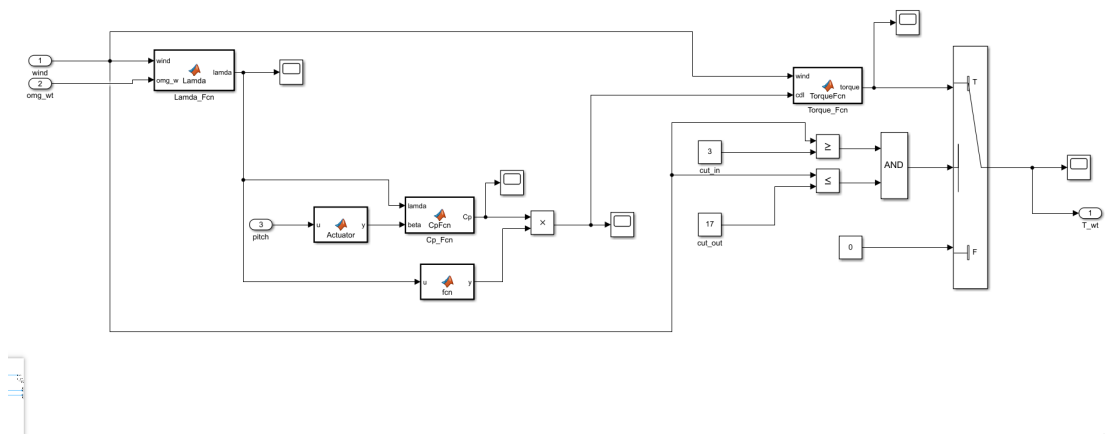 1
wind
2
omg_wt
wind
omg_w
Lamda
lamda
Lamda_Fcn
3
pitch
u
Actuator
y
lamda
beta
CpFcn
Cp
Cp_Fcn
u
fcn
y
×
wind
cdl
TorqueFcn
torque
Torque_Fcn
3
cut_in
17
cut_out
≥
≤
AND
0
T
F
1
T_wt